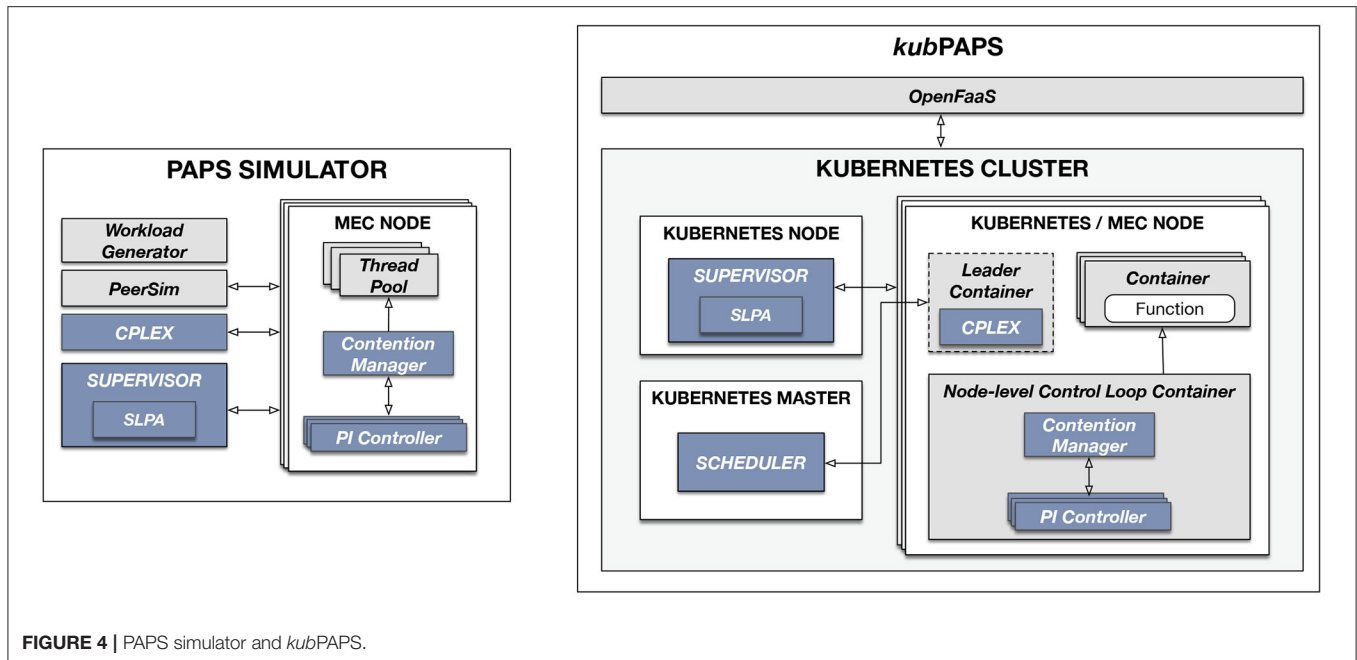 PAPS SIMULATOR
Workload
Generator
PeerSim
CPLEX
SUPERVISOR
SLPA
MEC NODE
Thread
Pool
Contention
Manager
PI Controller
kubPAPS
OpenFaaS
KUBERNETES CLUSTER
KUBERNETES NODE
SUPERVISOR
SLPA
KUBERNETES MASTER
SCHEDULER
KUBERNETES / MEC NODE
Leader
Container
CPLEX
Container
Function
Node-level Control Loop Container
Contention
Manager
PI Controller
FIGURE 4 | PAPS simulator and kubPAPS.